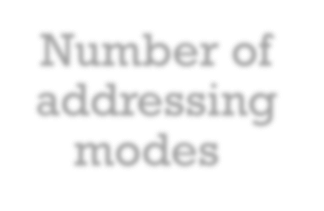 Number of
addressing
modes